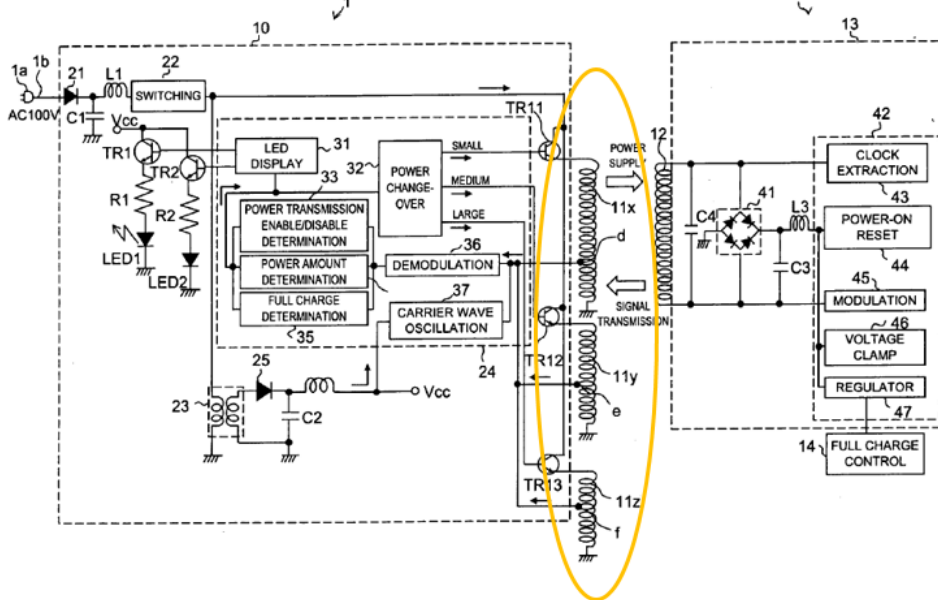 1
10
13
1a
1b
21
L1
22
SWITCHING
AC100V
C1
Vcc
TR1
TR2
R1
R2
LED1
LED2
LED
DISPLAY
31
32
POWER
CHANGE-
OVER
SMALL
MEDIUM
LARGE
33
POWER TRANSMISSION
ENABLE/DISABLE
DETERMINATION
POWER AMOUNT
DETERMINATION
FULL CHARGE
DETERMINATION
35
36
DEMODULATION
37
CARRIER WAVE
OSCILLATION
24
23
25
C2
Vcc
TR11
TR12
TR13
POWER
SUPPLY
11x
d
SIGNAL
TRANSMISSION
11y
e
11z
f
12
C4
41
L3
C3
42
CLOCK
EXTRACTION
43
POWER-ON
RESET
44
45
MODULATION
46
VOLTAGE
CLAMP
REGULATOR
47
14
FULL CHARGE
CONTROL